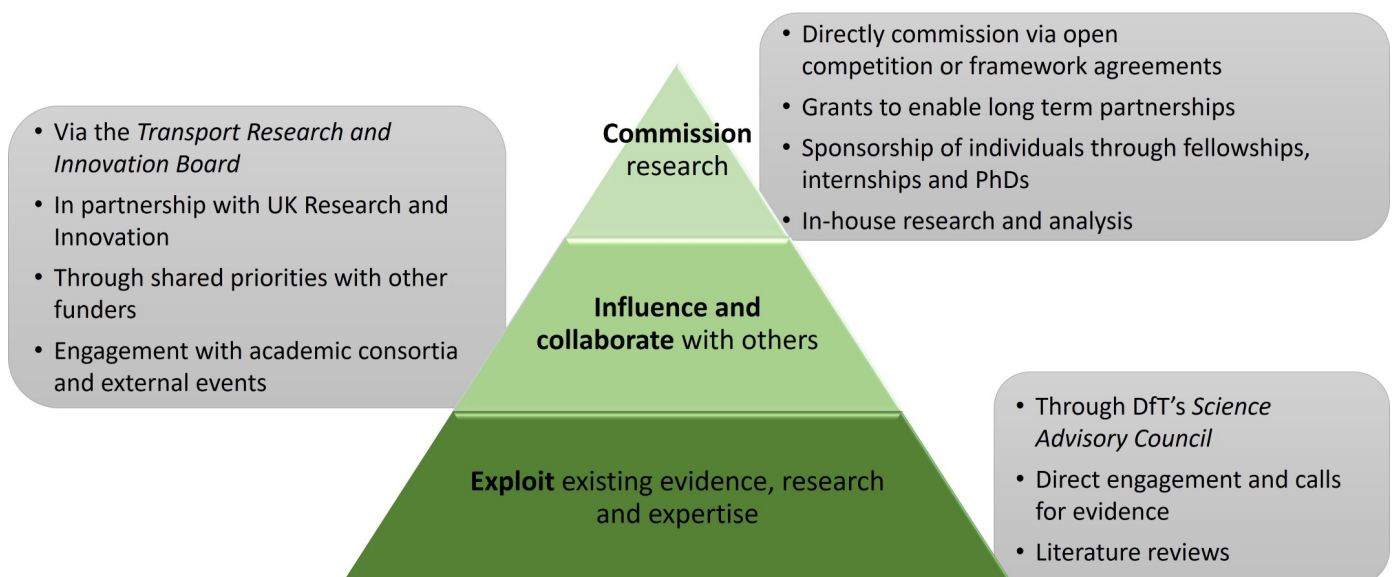 • Directly commission via open
competition or framework agreements
• Grants to enable long term partnerships
• Sponsorship of individuals through fellowships,
internships and PhDs
• In-house research and analysis
Commission
research
• Via the Transport Research and
Innovation Board
• In partnership with UK Research and
Innovation
• Through shared priorities with other
funders
• Engagement with academic consortia
and external events
Influence and
collaborate with others
Exploit existing evidence, research
and expertise
• Through DfT’s Science
Advisory Council
• Direct engagement and calls
for evidence
• Literature reviews